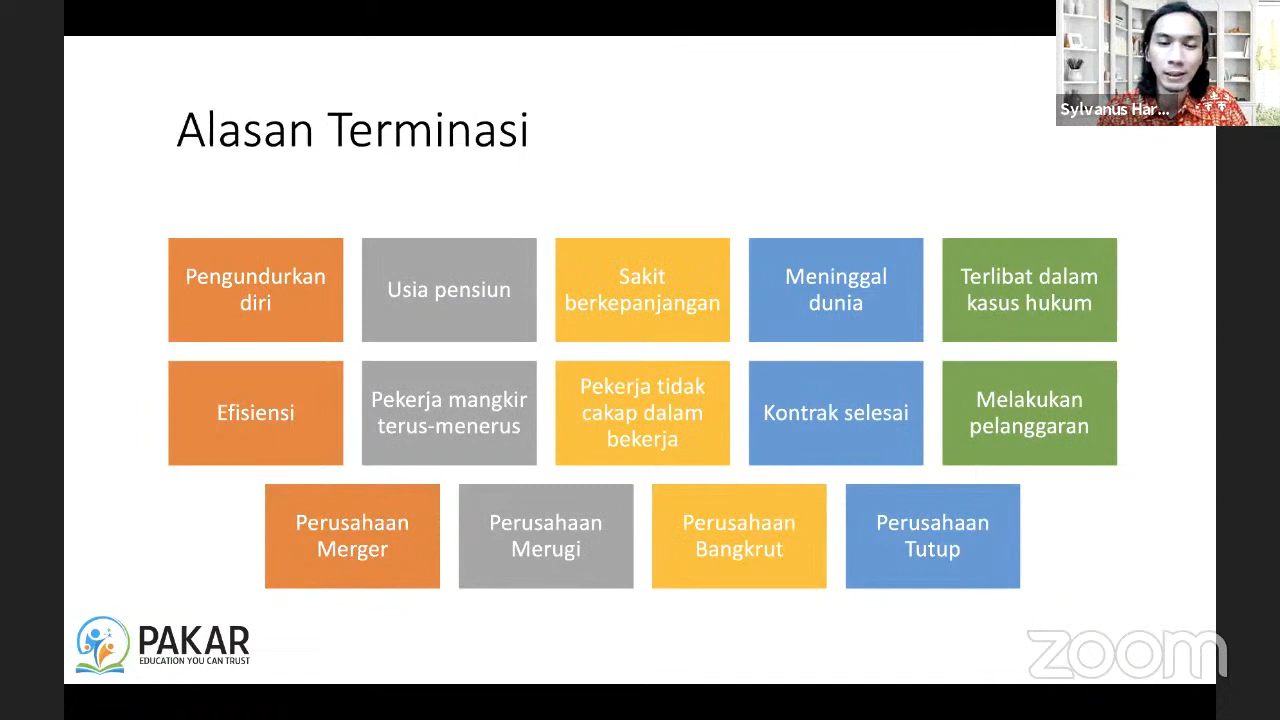 Sylvanus Har...
Alasan Terminasi
Pengundurkan
diri
Usia pensiun
Sakit
berkepanjangan
Meninggal
dunia
Terlibat dalam
kasus hukum
Efisiensi
Pekerja mangkir
terus-menerus
Pekerja tidak
cakap dalam
bekerja
Kontrak selesai
Melakukan
pelanggaran
Perusahaan
Merger
Perusahaan
Merugi
Perusahaan
Bangkrut
Perusahaan
Tutup
PAKAR
EDUCATION YOU CAN TRUST
zoom